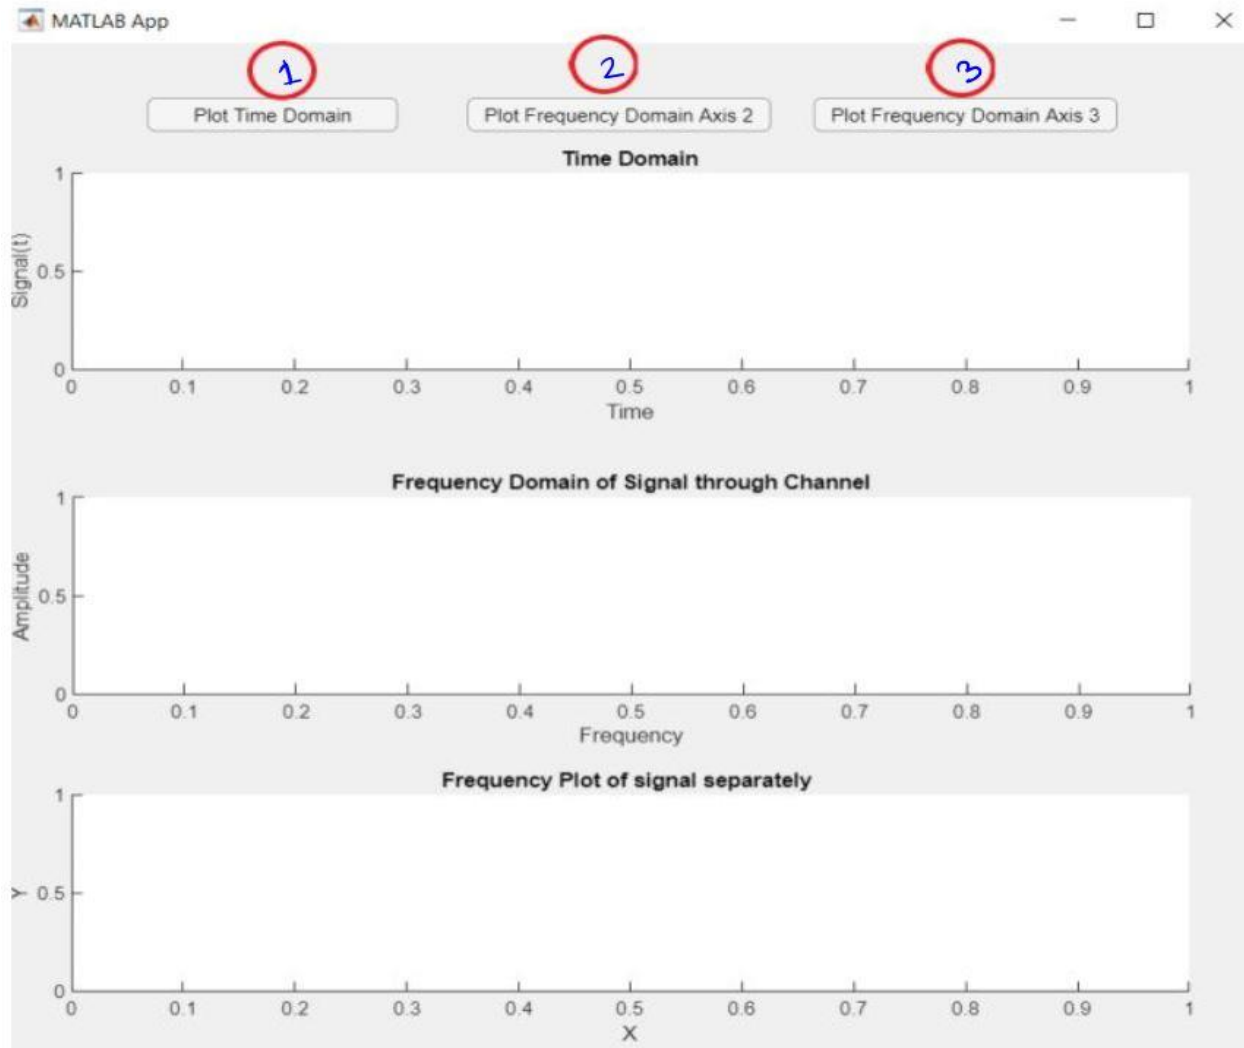 MATLAB App
1 2 3
Plot Time Domain Plot Frequency Domain Axis 2 Plot Frequency Domain Axis 3
Time Domain
1
Signal(t)
0.5
0
0 0.1 0.2 0.3 0.4 0.5 0.6 0.7 0.8 0.9 1
Time
Frequency Domain of Signal through Channel
1
Amplitude
0.5
0
0 0.1 0.2 0.3 0.4 0.5 0.6 0.7 0.8 0.9 1
Frequency
Frequency Plot of signal separately
1
Y
0.5
0
0 0.1 0.2 0.3 0.4 0.5 0.6 0.7 0.8 0.9 1
X